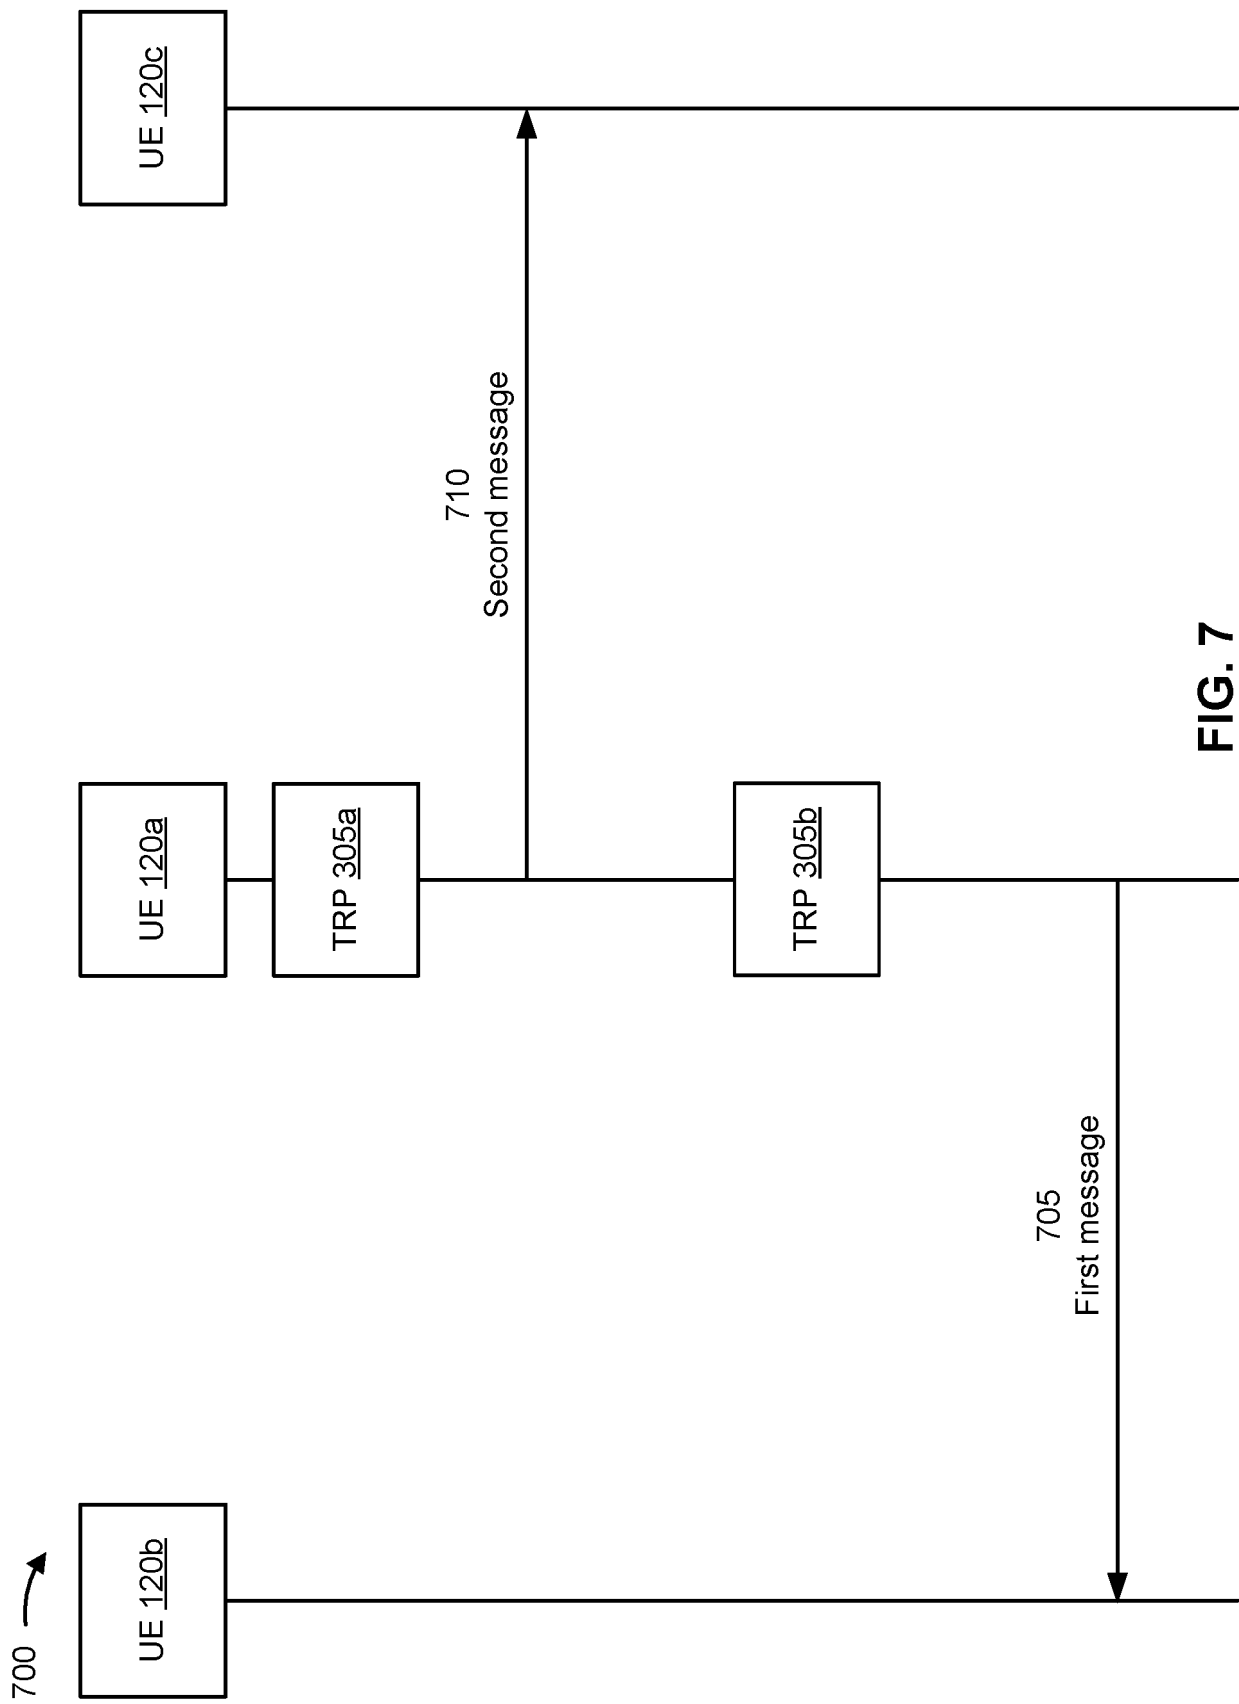 700
UE 120b
UE 120a
UE 120c
TRP 305a
710
Second message
TRP 305b
705
First message
FIG. 7